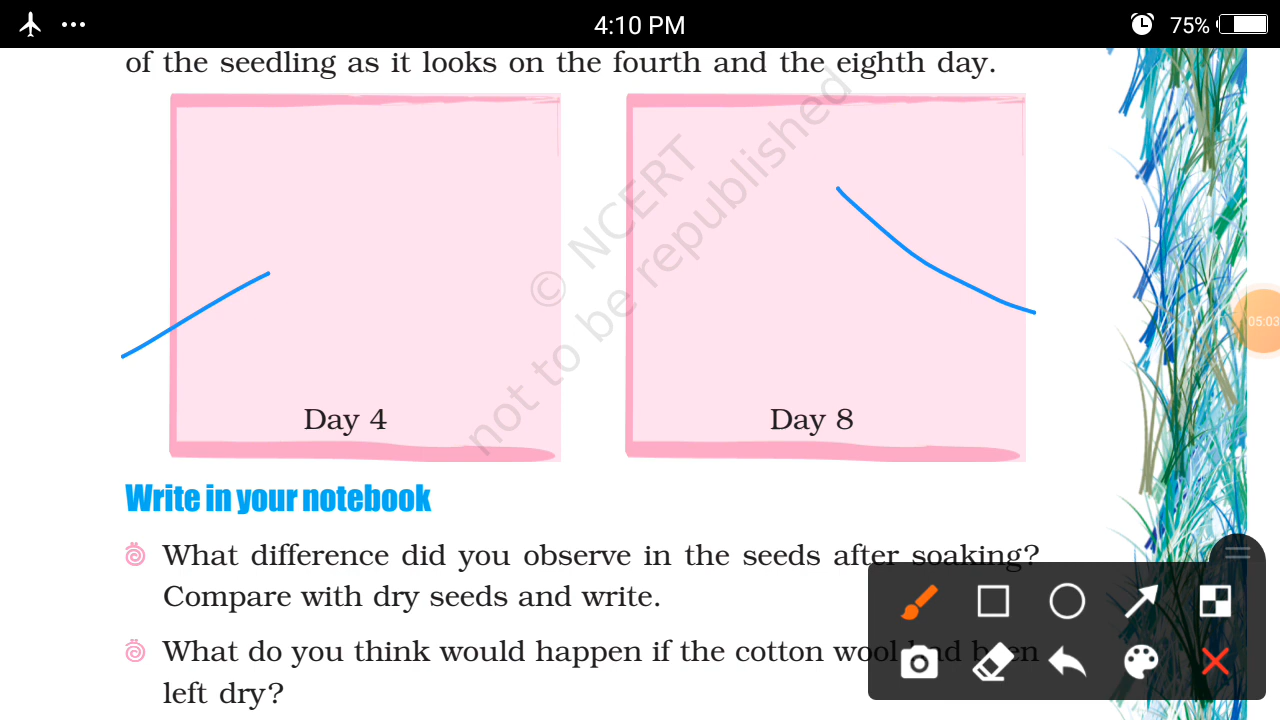 4:10 PM
75%
of the seedling as it looks on the fourth and the eighth day.
© NCERT
not to be republished
Day 4
Day 8
05:03
Write in your notebook
What difference did you observe in the seeds after soaking?
Compare with dry seeds and write.
What do you think would happen if the cotton wool had been
left dry?